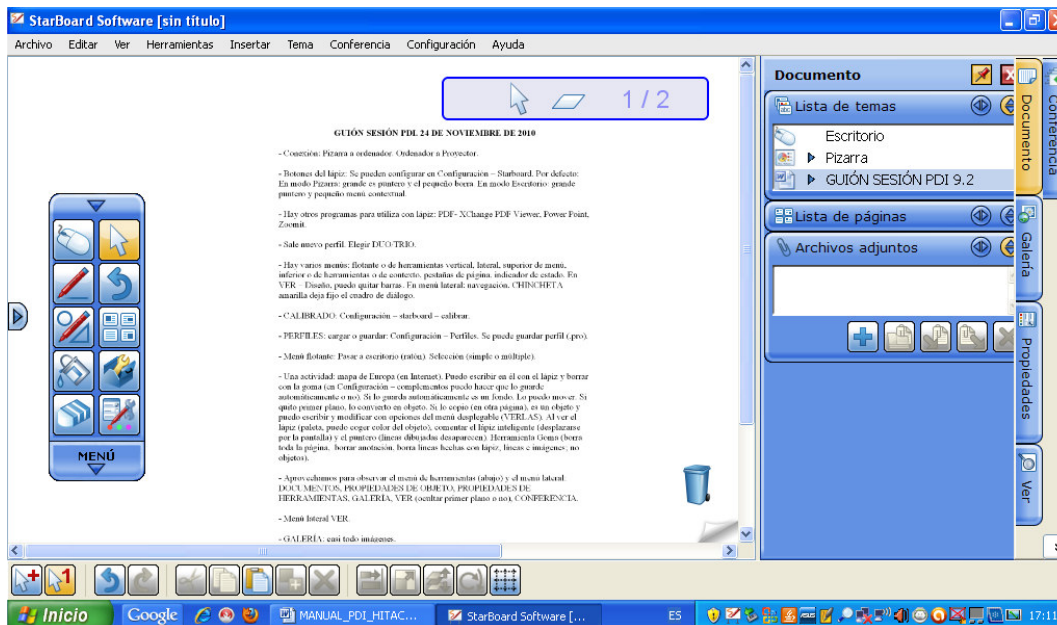 StarBoard Software [sin título]
Archivo Editar Ver Herramientas Insertar Tema Conferencia Configuración Ayuda
1 / 2
GUIÓN SESIÓN PDI. 24 DE NOVIEMBRE DE 2010
- Conexión: Pizarra a ordenador. Ordenador a Proyector.
- Botones del lápiz: Se pueden configurar en Configuración – Starboard. Por defecto:
En modo Pizarra: grande es puntero y el pequeño borra. En modo Escritorio: grande
puntero y pequeño menú contextual.
- Hay otros programas para utiliza con lápiz: PDF- XChange PDF Viewer, Power Point,
Zoomit.
- Sale nuevo perfil. Elegir DUO/TRIO.
- Hay varios menús: flotante o de herramientas vertical, lateral, superior de menú,
inferior o de herramientas o de contexto, pestañas de página, indicador de estado. En
VER – Diseño, puedo quitar barras. En menú lateral: navegación. CHINCHETA
amarilla deja fijo el cuadro de diálogo.
- CALIBRADO: Configuración – starboard – calibrar.
- PERFILES: cargar o guardar: Configuración – Perfiles. Se puede guardar perfil (.pro).
- Menú flotante: Pasar a escritorio (ratón). Selección (simple o múltiple).
- Una actividad: mapa de Europa (en Internet). Puedo escribir en él con el lápiz y borrar
con la goma (en Configuración – complementos puedo hacer que lo guarde
automáticamente o no). Si lo guarda automáticamente es un fondo. Lo puedo mover. Si
quito primer plano, lo convierto en objeto. Si lo copio (en otra página), es un objeto y
puedo escribir y modificar con opciones del menú desplegable (VERLAS). Al ver el
lápiz (paleta, puedo coger color del objeto), comentar el lápiz inteligente (desplazarse
por la pantalla) y el puntero (líneas dibujadas desaparecen). Herramienta Goma (borra
toda la página, borrar anotación, borra líneas hechas con lápiz, líneas e imágenes; no
objetos).
- Aprovechamos para observar el menú de herramientas (abajo) y el menú lateral:
DOCUMENTOS, PROPIEDADES DE OBJETO, PROPIEDADES DE
HERRAMIENTAS, GALERÍA, VER (ocultar primer plano o no), CONFERENCIA.
- Menú lateral VER.
- GALERÍA: casi todo imágenes.
MENÚ
Documento
Lista de temas
Escritorio
Pizarra
GUIÓN SESIÓN PDI 9.2
Lista de páginas
Archivos adjuntos
Documento
Galería
Propiedades
Ver
Conferencia
1
Inicio
Google
MANUAL_PDI_HITAC...
StarBoard Software [...
ES
17:11